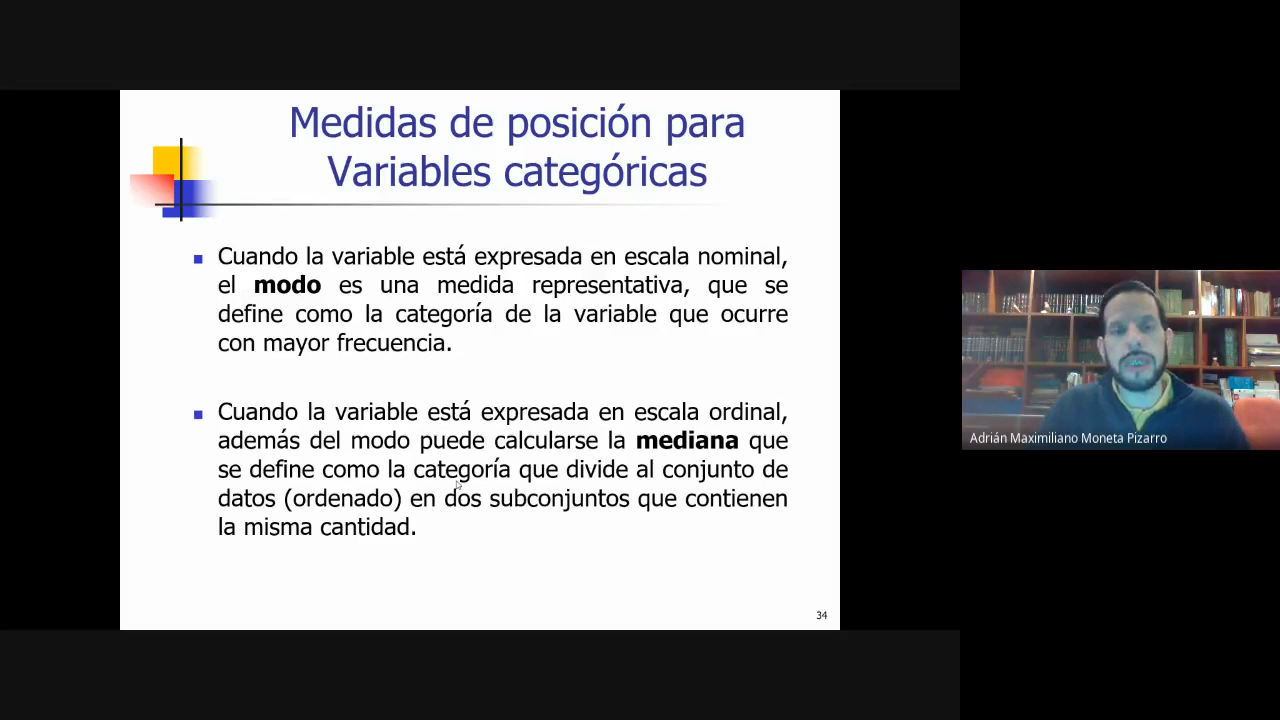 Medidas de posición para
Variables categóricas
Cuando la variable está expresada en escala nominal,
el modo es una medida representativa, que se
define como la categoría de la variable que ocurre
con mayor frecuencia.
Cuando la variable está expresada en escala ordinal,
además del modo puede calcularse la mediana que
se define como la categoría que divide al conjunto de
datos (ordenado) en dos subconjuntos que contienen
la misma cantidad.
34
Adrián Maximiliano Moneta Pizarro